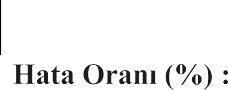 Hata Oranı (%) :